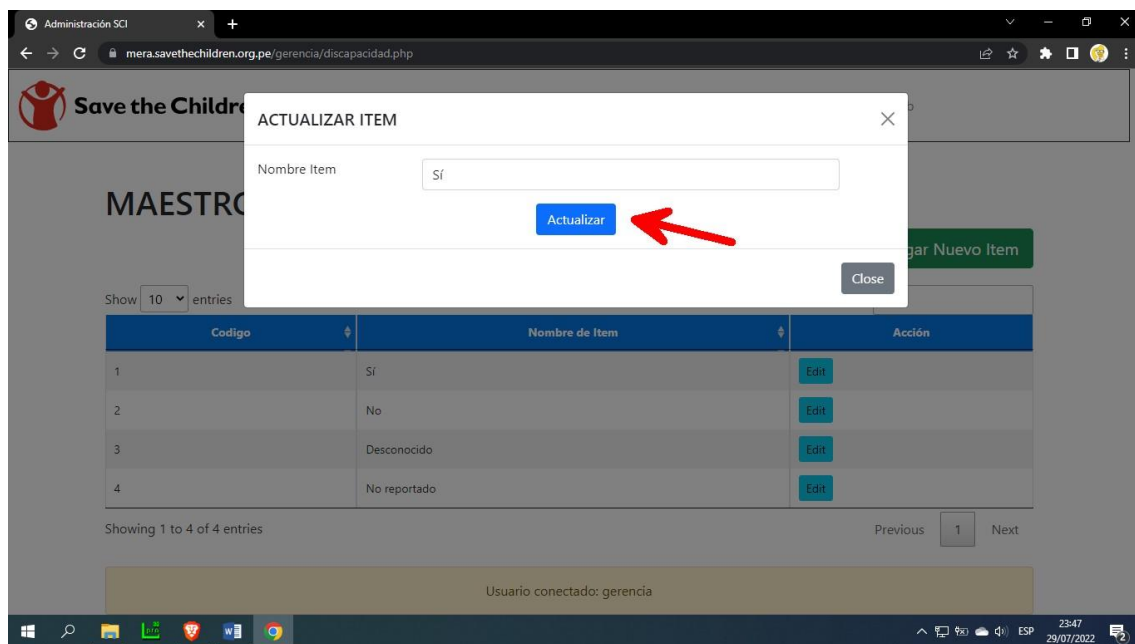 Administración SCI
mera.savethechildren.org.pe/gerencia/discapacidad.php
Save the Childre
ACTUALIZAR ITEM
Nombre Item
Sí
MAESTRO
Actualizar
gar Nuevo Item
Close
Show 10 entries
Codigo Nombre de Item Acción
1 Sí Edit
2 No Edit
3 Desconocido Edit
4 No reportado Edit
Showing 1 to 4 of 4 entries
Previous 1 Next
Usuario conectado: gerencia
ESP
23:47
29/07/2022